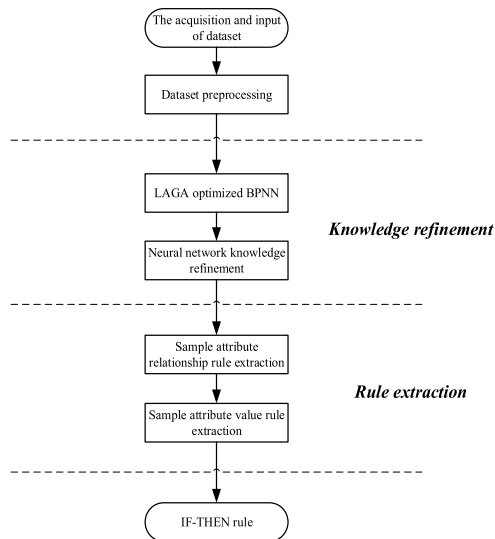 The acquisition and input
of dataset
Dataset preprocessing
LAGA optimized BPNN
Knowledge refinement
Neural network knowledge
refinement
Sample attribute
relationship rule extraction
Rule extraction
Sample attribute value rule
extraction
IF-THEN rule